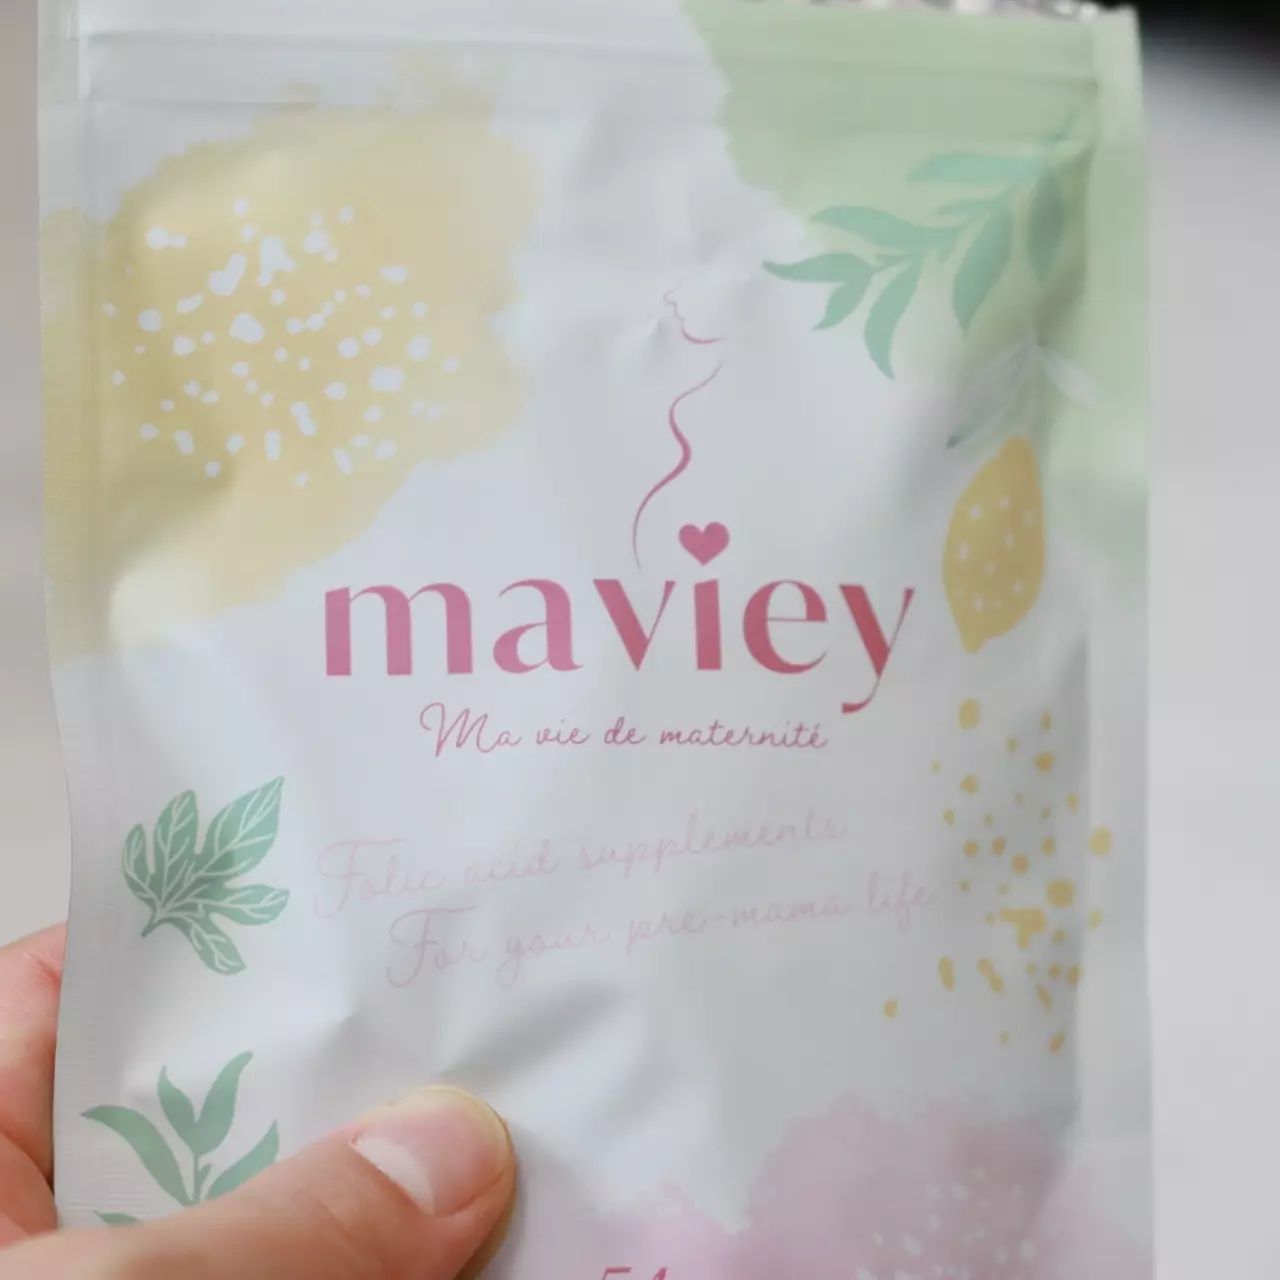 maviey
Ma vie de maternité
Folic acid supplements
For your pre-mama life